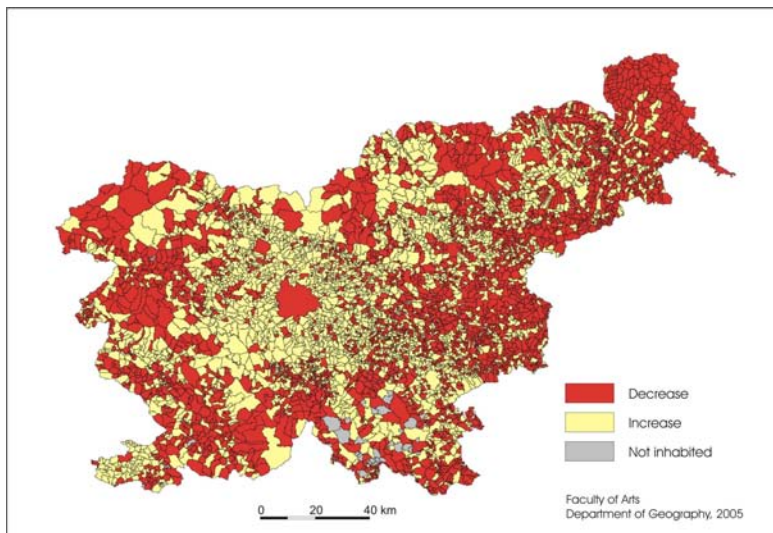 Decrease
Increase
Not inhabited
Faculty of Arts
Department of Geography, 2005
0 20 40 km